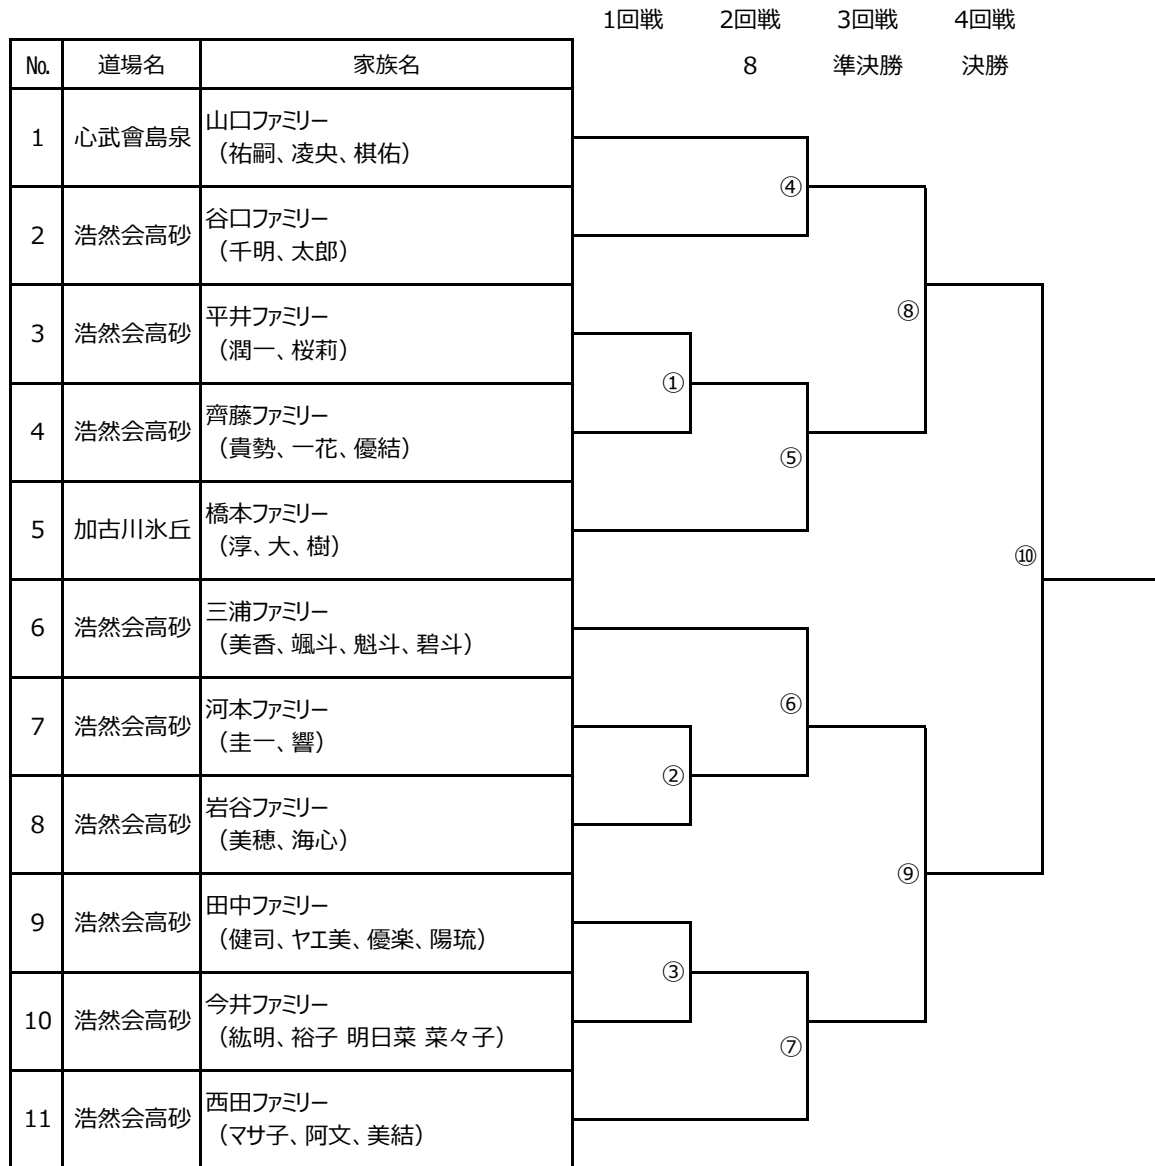 1回戦 2回戦 3回戦 4回戦
№ 道場名 家族名 8 準決勝 決勝
1 心武會島泉 山口ファミリー
（祐嗣、凌央、棋佑）
④
2 浩然会高砂 谷口ファミリー
（千明、太郎）
3 浩然会高砂 平井ファミリー
（潤一、桜莉）
⑧
①
4 浩然会高砂 齊藤ファミリー
（貴勢、一花、優結）
⑤
5 加古川氷丘 橋本ファミリー
（淳、大、樹）
⑩
6 浩然会高砂 三浦ファミリー
（美香、颯斗、魁斗、碧斗）
⑥
7 浩然会高砂 河本ファミリー
（圭一、響）
②
8 浩然会高砂 岩谷ファミリー
（美穂、海心）
⑨
9 浩然会高砂 田中ファミリー
（健司、ヤエ美、優楽、陽琉）
③
10 浩然会高砂 今井ファミリー
（紘明、裕子 明日菜 菜々子）
⑦
11 浩然会高砂 西田ファミリー
（マサ子、阿文、美結）